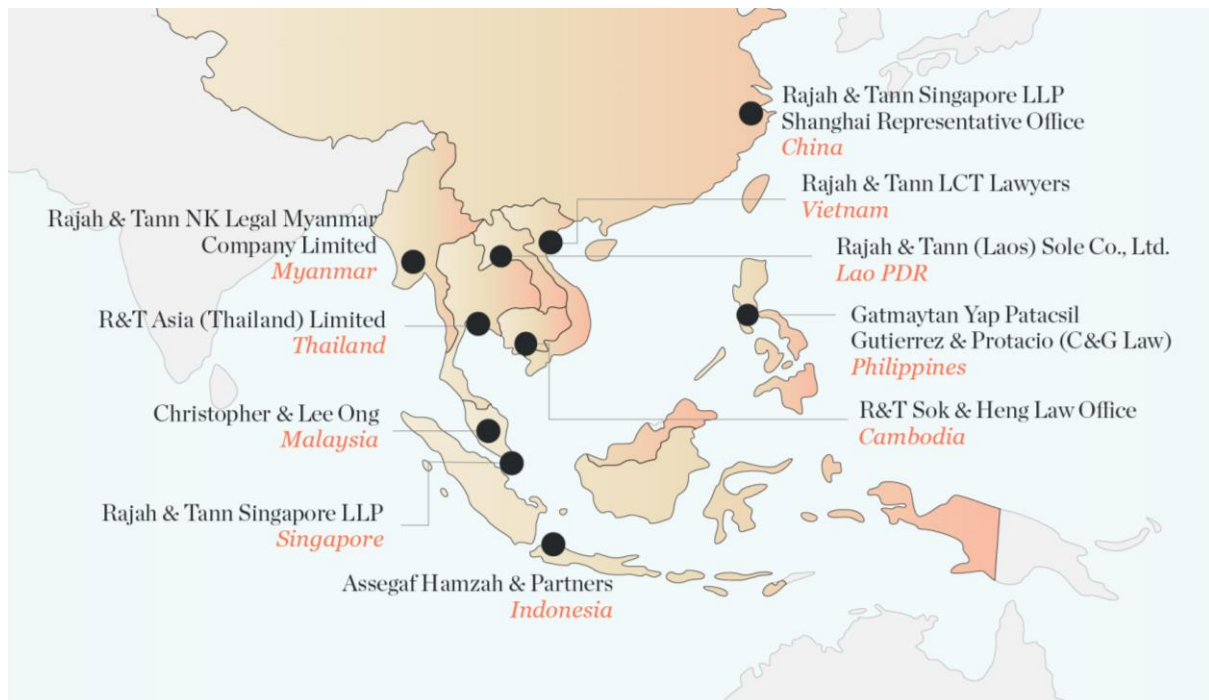 Rajah & Tann Singapore LLP
Shanghai Representative Office
China
Rajah & Tann LCT Lawyers
Vietnam
Rajah & Tann NK Legal Myanmar
Company Limited
Myanmar
Rajah & Tann (Laos) Sole Co., Ltd.
Lao PDR
R&T Asia (Thailand) Limited
Thailand
Gatmaytan Yap Patacsil
Gutierrez & Protacio (C&G Law)
Philippines
Christopher & Lee Ong
Malaysia
R&T Sok & Heng Law Office
Cambodia
Rajah & Tann Singapore LLP
Singapore
Assegaf Hamzah & Partners
Indonesia